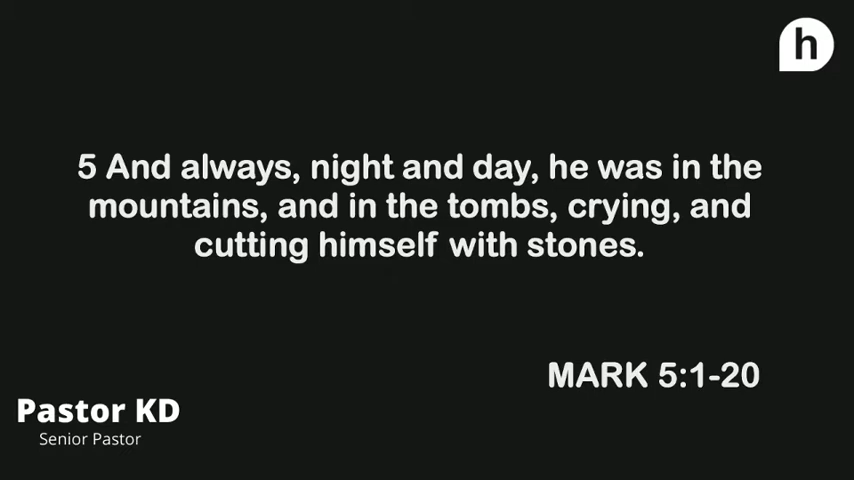 h
5 And always, night and day, he was in the
mountains, and in the tombs, crying, and
cutting himself with stones.
MARK 5:1-20
Pastor KD
Senior Pastor